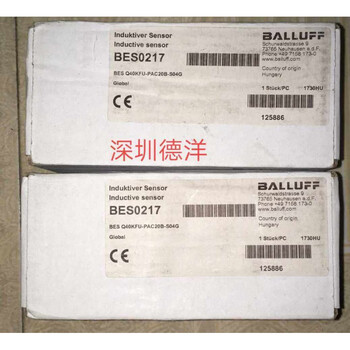 Induktiver Sensor
Inductive sensor
BES0217
BES Q40KFU-PAC20B-S04G
Global
CE
BALLUFF
Schurwaldstrasse 9
73765 Neuhausen a.d.F.
Phone +49 7158 173-0
www.balluff.com
Country of origin
Hungary
1 Stück/PC 1730HU
125886
深圳德洋
Induktiver Sensor
Inductive sensor
BES0217
BES Q40KFU-PAC20B-S04G
Global
CE
BALLUFF
Schurwaldstrasse 9
73765 Neuhausen a.d.F.
Phone +49 7158 173-0
www.balluff.com
Country of origin
Hungary
1 Stück/PC 1730HU
125886